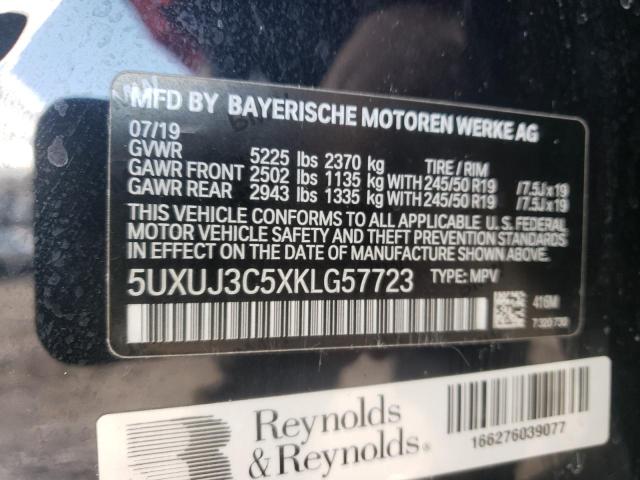 MFD BY BAYERISCHE MOTOREN WERKE AG
07/19
GVWR 5225 lbs 2370 kg TIRE / RIM
GAWR FRONT 2502 lbs 1135 kg WITH 245/50 R19 /7.5J x 19
GAWR REAR 2943 lbs 1335 kg WITH 245/50 R19 /7.5J x 19
THIS VEHICLE CONFORMS TO ALL APPLICABLE U. S. FEDERAL
MOTOR VEHICLE SAFETY AND THEFT PREVENTION STANDARDS
IN EFFECT ON THE DATE OF MANUFACTURE SHOWN ABOVE
5UXUJ3C5XKLG57723 TYPE: MPV
416M
7320730
Reynolds
& Reynolds®
166276039077